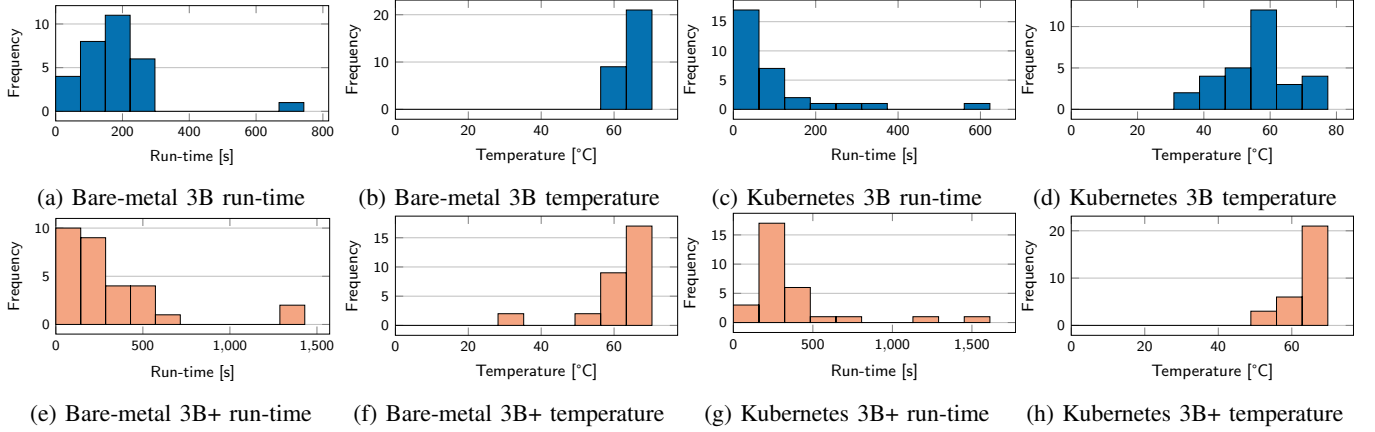 10
5
0
Frequency
0 200 400 600 800
Run-time [s]
(a) Bare-metal 3B run-time
20
10
0
Frequency
0 20 40 60
Temperature [°C]
(b) Bare-metal 3B temperature
15
10
5
0
Frequency
0 200 400 600
Run-time [s]
(c) Kubernetes 3B run-time
10
5
0
Frequency
0 20 40 60 80
Temperature [°C]
(d) Kubernetes 3B temperature
10
5
0
Frequency
0 500 1,000 1,500
Run-time [s]
(e) Bare-metal 3B+ run-time
15
10
5
0
Frequency
0 20 40 60
Temperature [°C]
(f) Bare-metal 3B+ temperature
15
10
5
0
Frequency
0 500 1,000 1,500
Run-time [s]
(g) Kubernetes 3B+ run-time
20
10
0
Frequency
0 20 40 60
Temperature [°C]
(h) Kubernetes 3B+ temperature